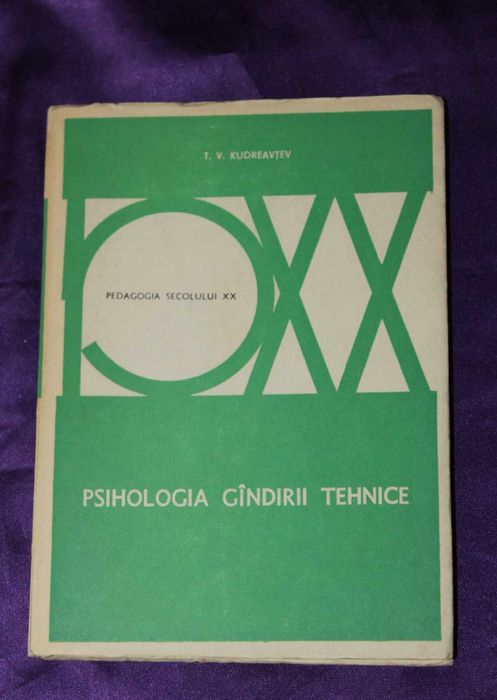 T. V. KUDREAVȚEV
PEDAGOGIA SECOLULUI XX
PSIHOLOGIA GÎNDIRII TEHNICE